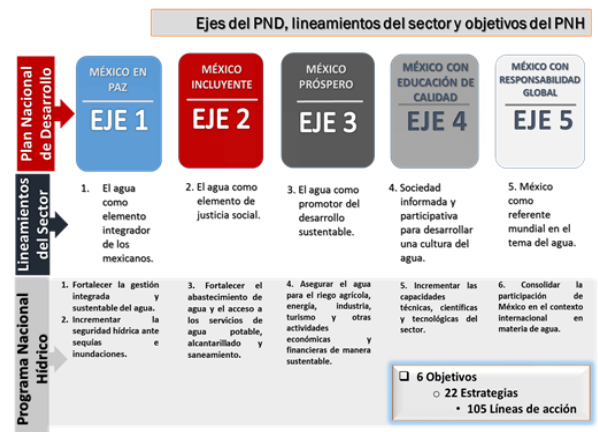 Ejes del PND, lineamientos del sector y objetivos del PNH
Plan Nacional
de Desarrollo
MÉXICO EN
PAZ
EJE 1
MÉXICO
INCLUYENTE
EJE 2
MÉXICO
PRÓSPERO
EJE 3
MÉXICO CON
EDUCACIÓN DE
CALIDAD
EJE 4
MÉXICO CON
RESPONSABILIDAD
GLOBAL
EJE 5
Lineamientos
del Sector
1. El agua
como
elemento
integrador
de los
mexicanos.
2. El agua como
elemento de
justicia social.
3. El agua como
promotor del
desarrollo
sustentable.
4. Sociedad
informada y
participativa
para desarrollar
una cultura del
agua.
5. México
como
referente
mundial en el
tema del agua.
Programa Nacional
Hídrico
1. Fortalecer la gestión
integrada y
sustentable del agua.
2. Incrementar la
seguridad hídrica ante
sequías e
inundaciones.
3. Fortalecer el
abastecimiento de
agua y el acceso a
los servicios de
agua potable,
alcantarillado y
saneamiento.
4. Asegurar el agua
para el riego agrícola,
energía, industria,
turismo y otras
actividades
económicas y
financieras de manera
sustentable.
5. Incrementar las
capacidades
técnicas, científicas
y tecnológicas del
sector.
6. Consolidar la
participación de
México en el contexto
internacional en
materia de agua.
❑ 6 Objetivos
o 22 Estrategias
• 105 Líneas de acción